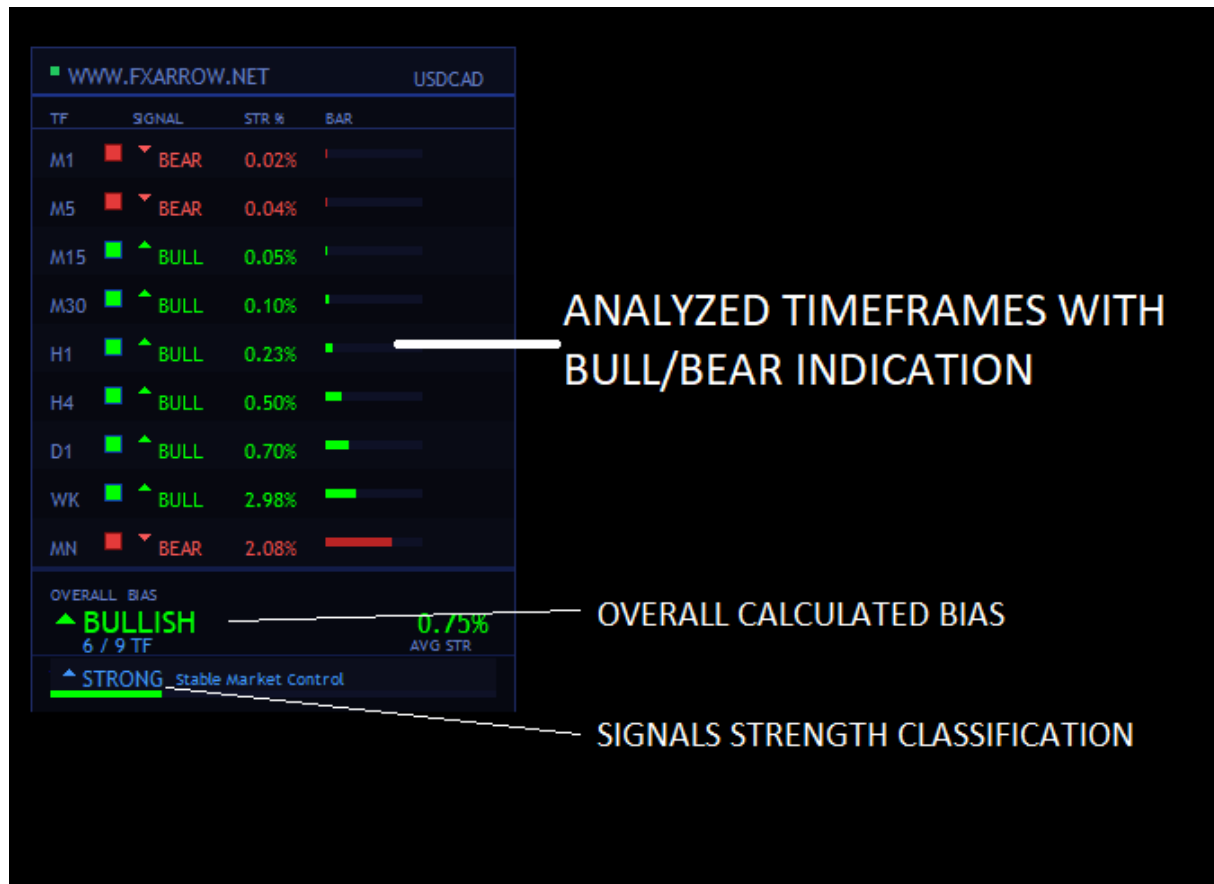 WWW.FXARROW.NET USDCAD
TF SIGNAL STR % BAR
M1 BEAR 0.02%
M5 BEAR 0.04%
M15 BULL 0.05%
M30 BULL 0.10%
H1 BULL 0.23%
H4 BULL 0.50%
D1 BULL 0.70%
WK BULL 2.98%
MN BEAR 2.08%
ANALYZED TIMEFRAMES WITH
BULL/BEAR INDICATION
OVERALL BIAS
BULLISH 0.75%
6 / 9 TF AVG STR
OVERALL CALCULATED BIAS
STRONG Stable Market Control
SIGNALS STRENGTH CLASSIFICATION